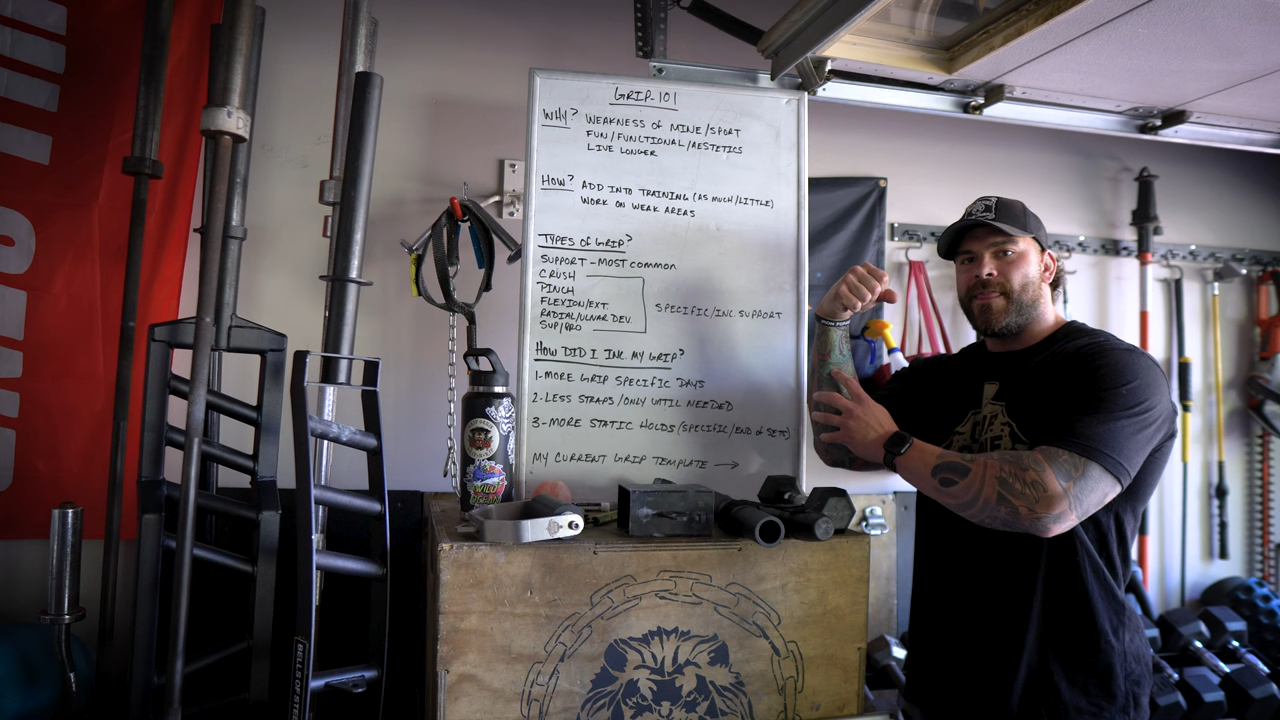 GRIP-101
WHY? WEAKNESS of MINE/SPORT
FUN/FUNCTIONAL/AESTETICS
LIVE LONGER
HOW? ADD INTO TRAINING (AS MUCH/LITTLE)
WORK ON WEAK AREAS
TYPES of GRIP?
SUPPORT - MOST COMMON
CRUSH
PINCH
FLEXION/EXT.
RADIAL/ULNAR DEV.
SUP/PRO
SPECIFIC/INC. SUPPORT
HOW DID I INC. MY GRIP?
1-MORE GRIP SPECIFIC DAYS
2-LESS STRAPS/ONLY UNTIL NEEDED
3-MORE STATIC HOLDS (SPECIFIC/END of SETS)
MY CURRENT GRIP TEMPLATE →
WILD
BELLS OF STE